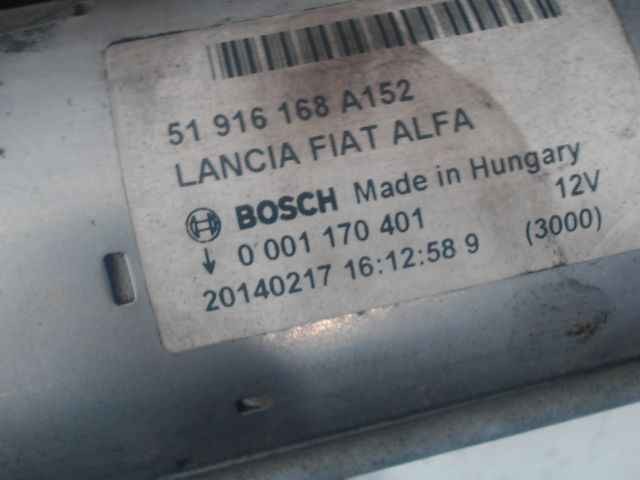 51 916 168 A152
LANCIA FIAT ALFA
BOSCH Made in Hungary
0 001 170 401 12V
20140217 16:12:58 9 (3000)